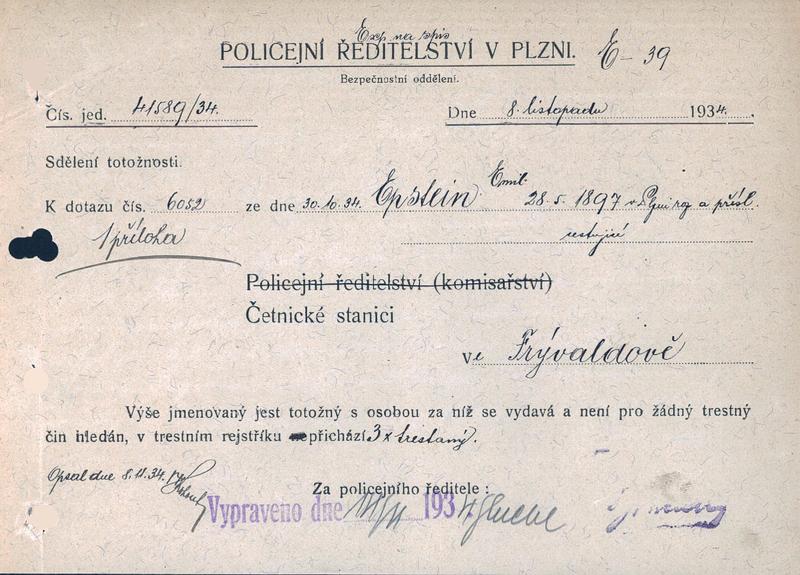 Exp. na spis
POLICEJNÍ ŘEDITELSTVÍ V PLZNI. E-39
Bezpečnostní oddělení.
Čís. jed. 41589/34. Dne 8. listopadu 1934.
Sdělení totožnosti.
K dotazu čís. 6052 ze dne 30.10.34. Epstein Emil 28.5.1897 v Plzni a přísl.
1 příloha cestující
Policejní ředitelství (komisařství)
Četnické stanici
ve Frývaldově
Výše jmenovaný jest totožný s osobou za níž se vydává a není pro žádný trestný
čin hledán, v trestním rejstříku nepřichází 3 x trestaný.
Opsal dne 8.11.34.
Za policejního ředitele:
Vypraveno dne 1934